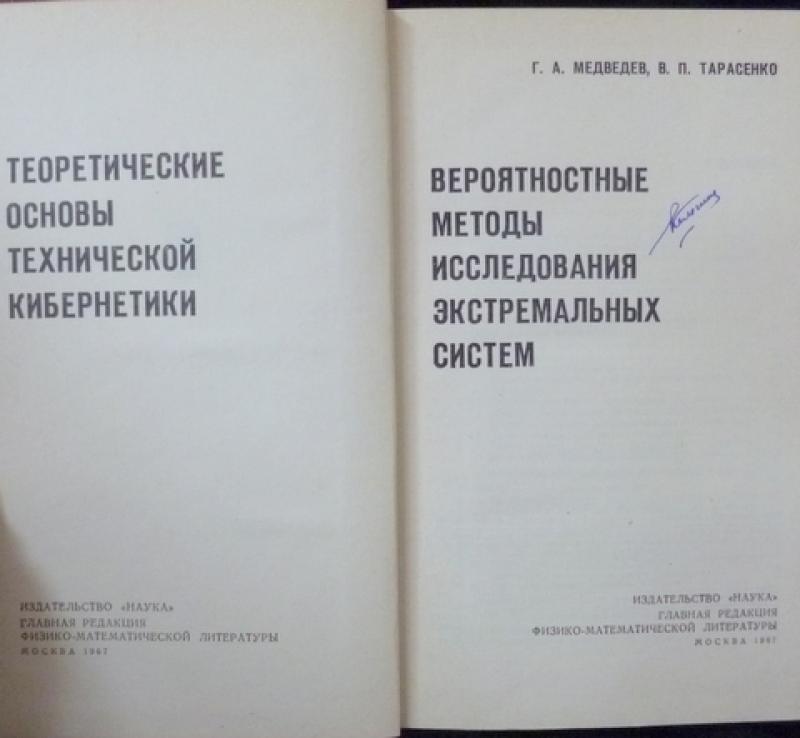 ТЕОРЕТИЧЕСКИЕ
ОСНОВЫ
ТЕХНИЧЕСКОЙ
КИБЕРНЕТИКИ
ИЗДАТЕЛЬСТВО «НАУКА»
ГЛАВНАЯ РЕДАКЦИЯ
ФИЗИКО-МАТЕМАТИЧЕСКОЙ ЛИТЕРАТУРЫ
МОСКВА 1967
Г. А. МЕДВЕДЕВ, В. П. ТАРАСЕНКО
ВЕРОЯТНОСТНЫЕ
МЕТОДЫ
ИССЛЕДОВАНИЯ
ЭКСТРЕМАЛЬНЫХ
СИСТЕМ
ИЗДАТЕЛЬСТВО «НАУКА»
ГЛАВНАЯ РЕДАКЦИЯ
ФИЗИКО-МАТЕМАТИЧЕСКОЙ ЛИТЕРАТУРЫ
МОСКВА 1967